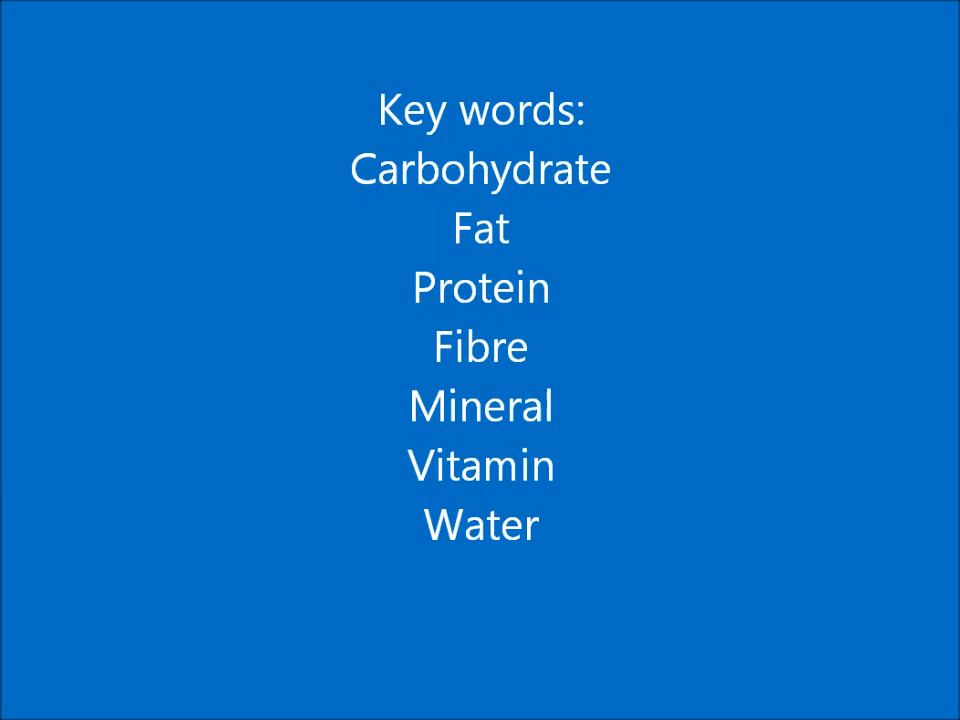 Key words:
Carbohydrate
Fat
Protein
Fibre
Mineral
Vitamin
Water